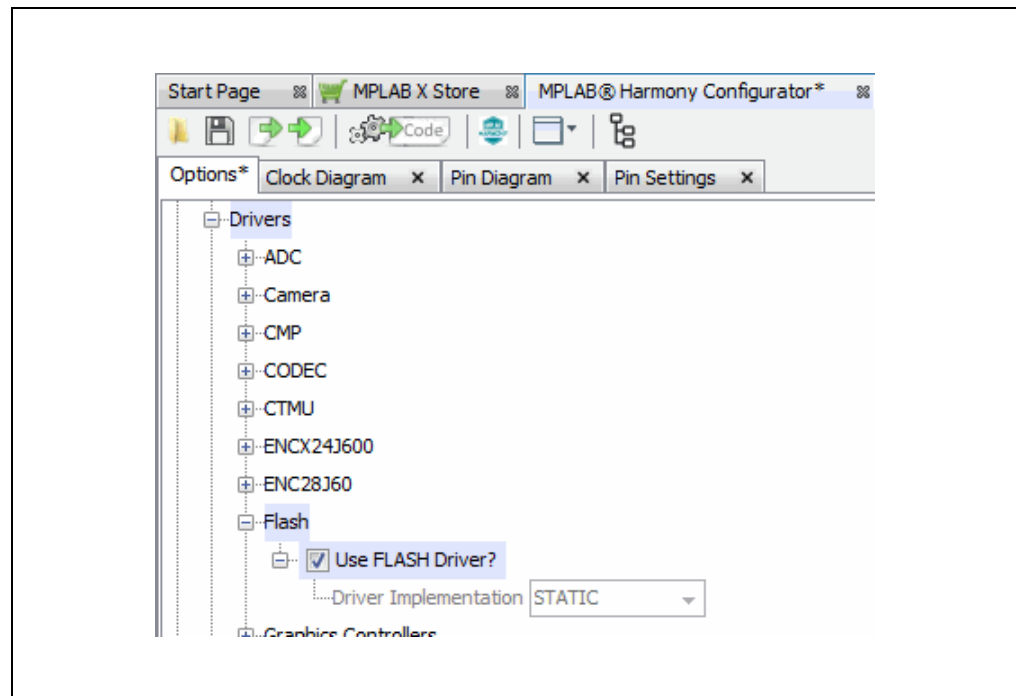 Start Page MPLAB X Store MPLAB® Harmony Configurator*
Code
Options* Clock Diagram Pin Diagram Pin Settings
Drivers
ADC
Camera
CMP
CODEC
CTMU
ENCX24J600
ENC28J60
Flash
Use FLASH Driver?
Driver Implementation STATIC
Graphics Controllers